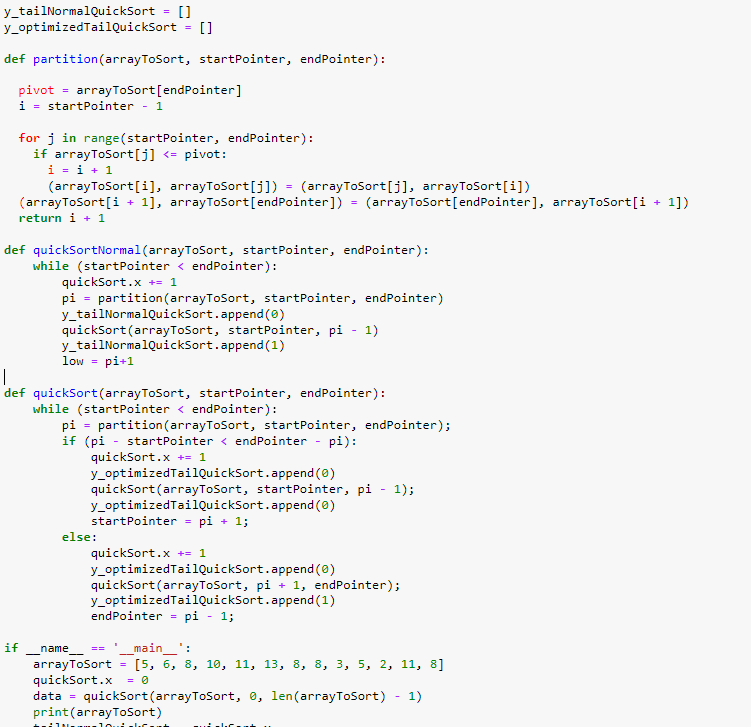 y_tailNormalQuickSort = []
y_optimizedTailQuickSort = []
def partition(arrayToSort, startPointer, endPointer):
pivot = arrayToSort[endPointer]
i = startPointer - 1
for j in range(startPointer, endPointer):
if arrayToSort[j] <= pivot:
i = i + 1
(arrayToSort[i], arrayToSort[j]) = (arrayToSort[j], arrayToSort[i])
(arrayToSort[i + 1], arrayToSort[endPointer]) = (arrayToSort[endPointer], arrayToSort[i + 1])
return i + 1
def quickSortNormal(arrayToSort, startPointer, endPointer):
while (startPointer < endPointer):
quickSort.x += 1
pi = partition(arrayToSort, startPointer, endPointer)
y_tailNormalQuickSort.append(0)
quickSort(arrayToSort, startPointer, pi - 1)
y_tailNormalQuickSort.append(1)
low = pi+1
def quickSort(arrayToSort, startPointer, endPointer):
while (startPointer < endPointer):
pi = partition(arrayToSort, startPointer, endPointer);
if (pi - startPointer < endPointer - pi):
quickSort.x += 1
y_optimizedTailQuickSort.append(0)
quickSort(arrayToSort, startPointer, pi - 1);
y_optimizedTailQuickSort.append(0)
startPointer = pi + 1;
else:
quickSort.x += 1
y_optimizedTailQuickSort.append(0)
quickSort(arrayToSort, pi + 1, endPointer);
y_optimizedTailQuickSort.append(1)
endPointer = pi - 1;
if __name__ == '__main__':
arrayToSort = [5, 6, 8, 10, 11, 13, 8, 8, 3, 5, 2, 11, 8]
quickSort.x  = 0
data = quickSort(arrayToSort, 0, len(arrayToSort) - 1)
print(arrayToSort)